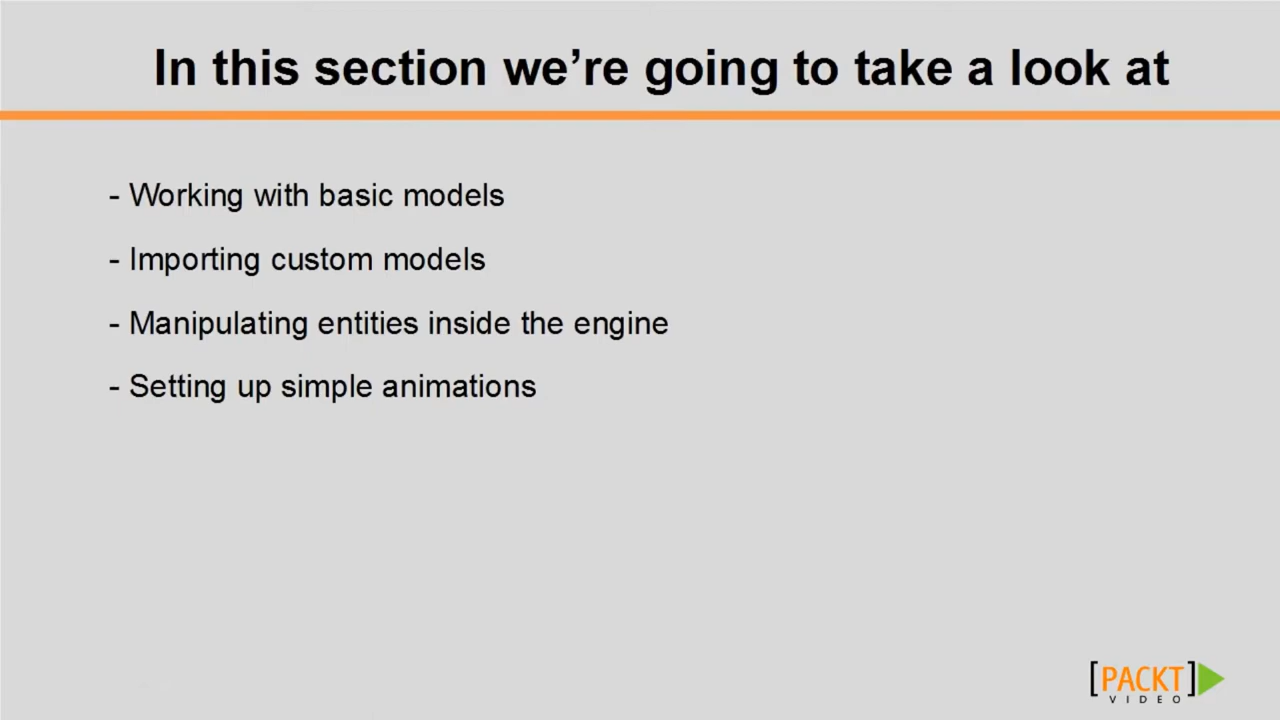 In this section we’re going to take a look at
- Working with basic models
- Importing custom models
- Manipulating entities inside the engine
- Setting up simple animations
[PACKT]
VIDEO